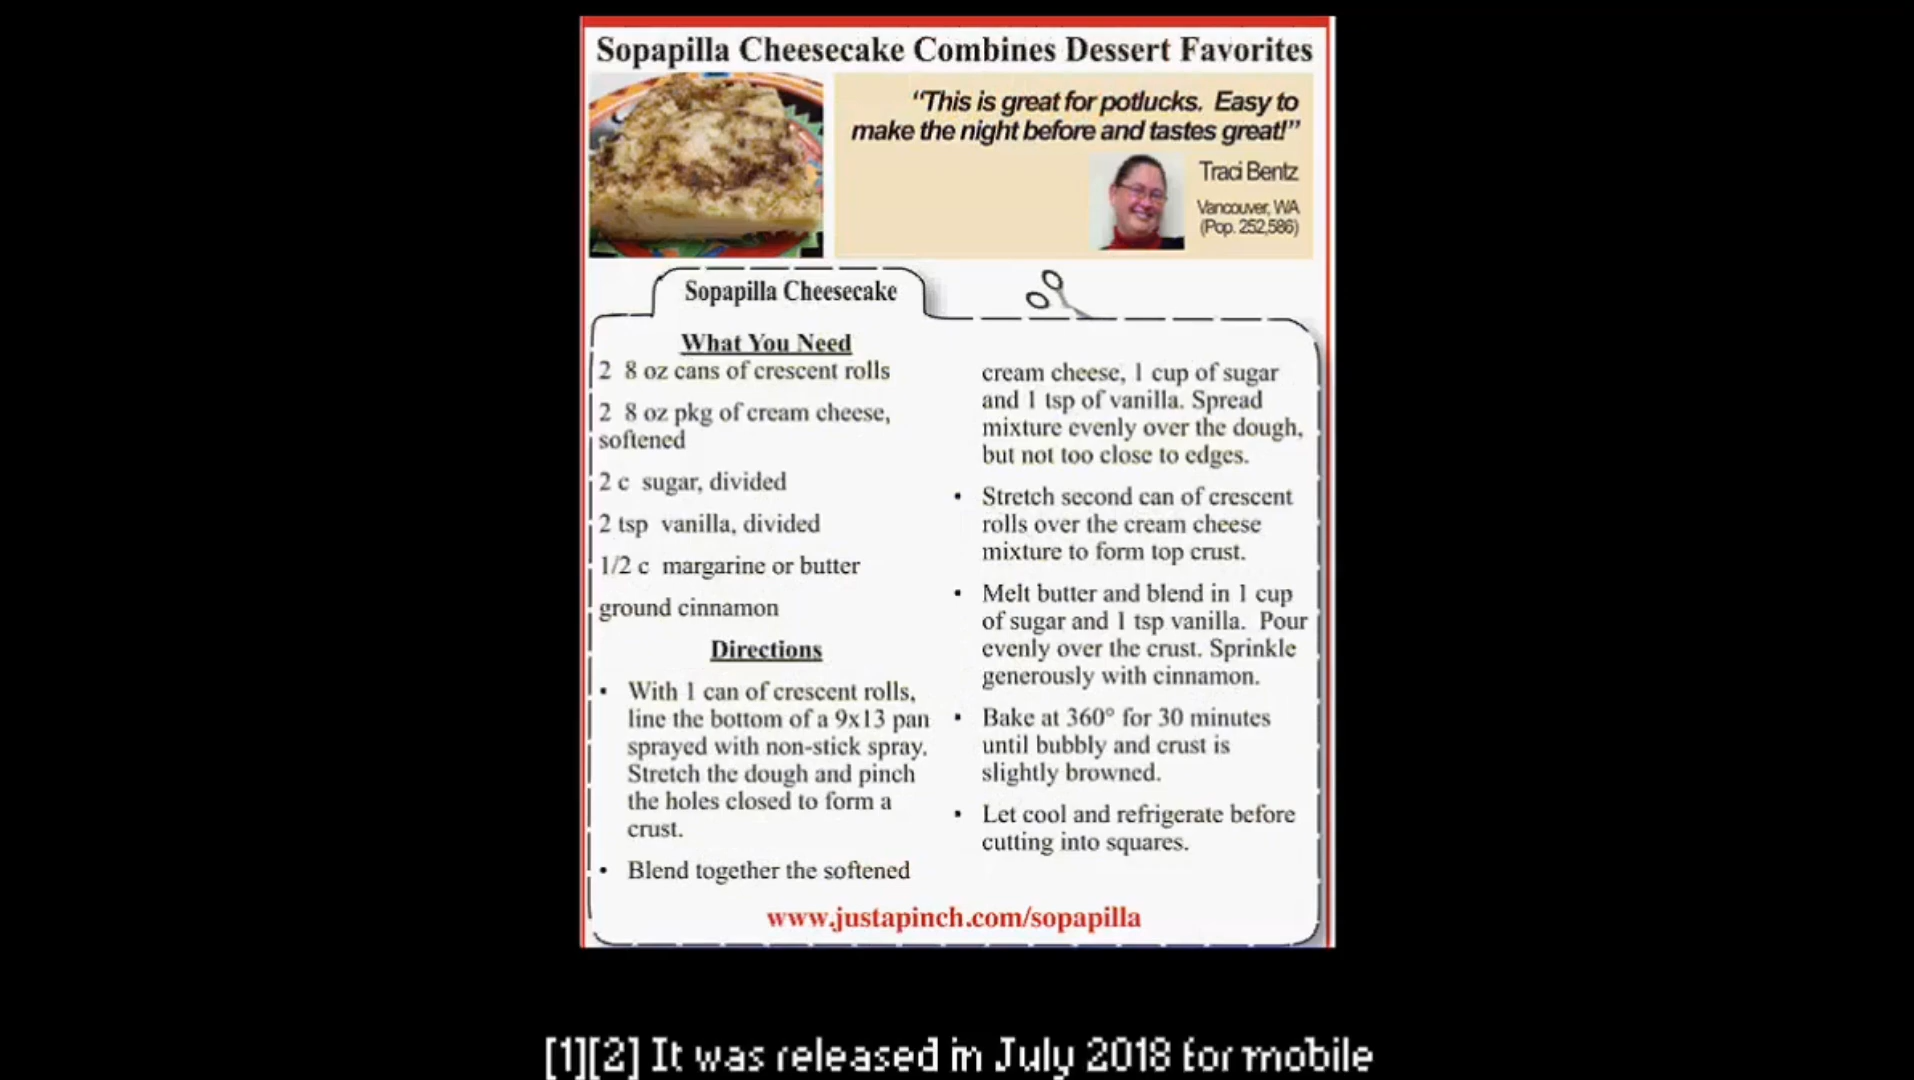 Sopapilla Cheesecake Combines Dessert Favorites
“This is great for potlucks. Easy to
make the night before and tastes great!”
Traci Bentz
Vancouver, WA
(Pop. 252,586)
Sopapilla Cheesecake
What You Need
2 8 oz cans of crescent rolls
2 8 oz pkg of cream cheese,
softened
2 c sugar, divided
2 tsp vanilla, divided
1/2 c margarine or butter
ground cinnamon
Directions
• With 1 can of crescent rolls,
line the bottom of a 9x13 pan
sprayed with non-stick spray.
Stretch the dough and pinch
the holes closed to form a
crust.
• Blend together the softened
cream cheese, 1 cup of sugar
and 1 tsp of vanilla. Spread
mixture evenly over the dough,
but not too close to edges.
• Stretch second can of crescent
rolls over the cream cheese
mixture to form top crust.
• Melt butter and blend in 1 cup
of sugar and 1 tsp vanilla. Pour
evenly over the crust. Sprinkle
generously with cinnamon.
• Bake at 360° for 30 minutes
until bubbly and crust is
slightly browned.
• Let cool and refrigerate before
cutting into squares.
www.justapinch.com/sopapilla
[1][2] It was released in July 2018 for mobile